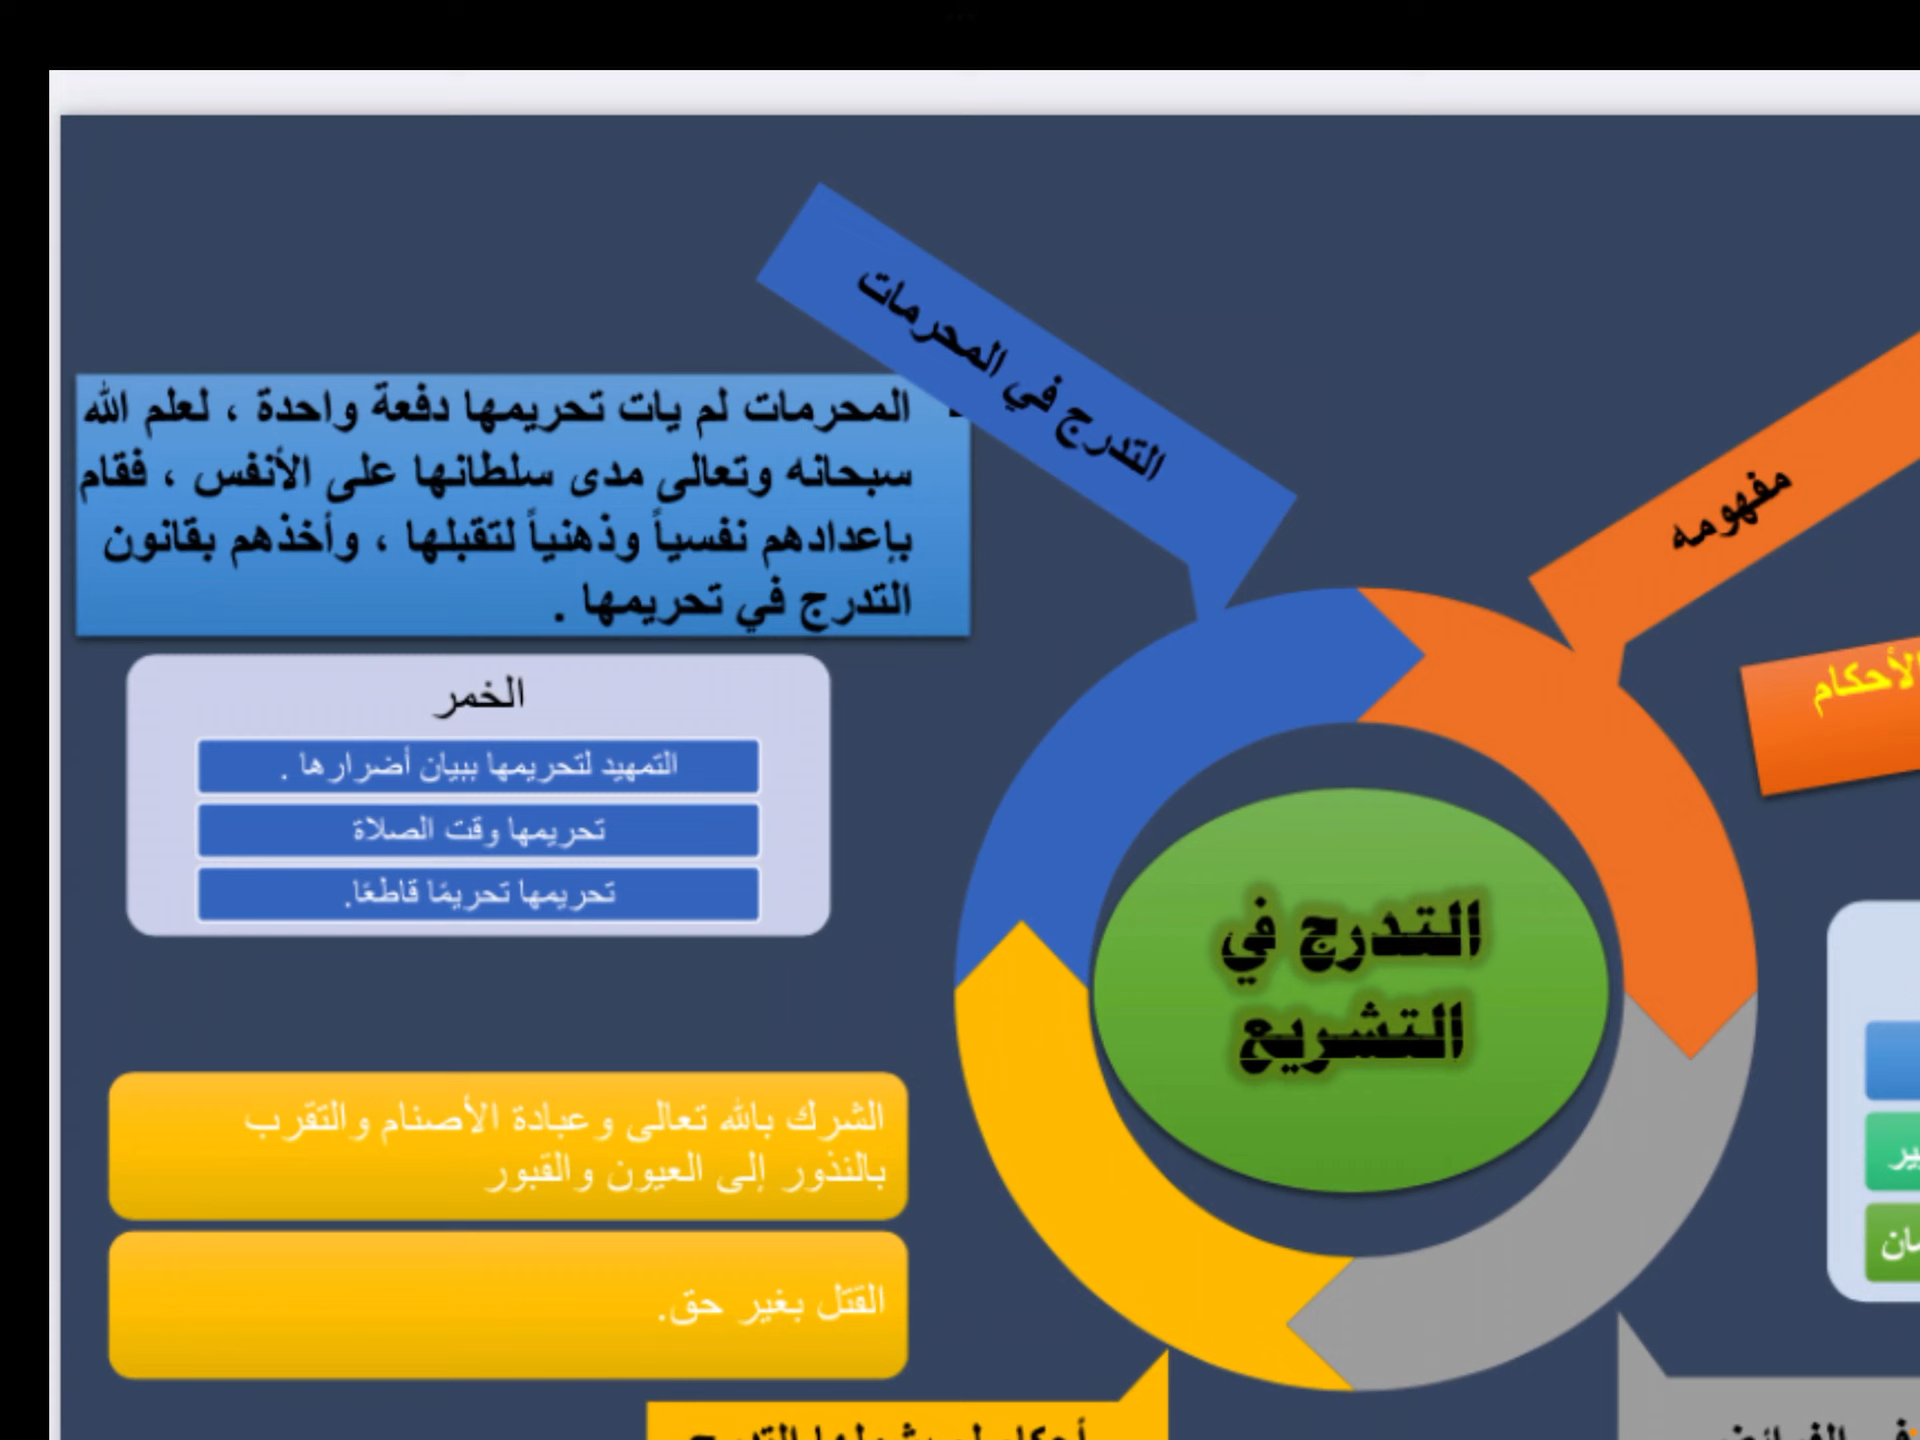 التدرج في المحرمات
مفهومه
المحرمات لم يات تحريمها دفعة واحدة ، لعلم الله
سبحانه وتعالى مدى سلطانها على الأنفس ، فقام
بإعدادهم نفسياً وذهنياً لتقبلها ، وأخذهم بقانون
التدرج في تحريمها .
الأحكام
الخمر
التمهيد لتحريمها ببيان أضرارها .
تحريمها وقت الصلاة
تحريمها تحريمًا قاطعًا.
التدرج في
التشريع
الشرك بالله تعالى وعبادة الأصنام والتقرب
بالنذور إلى العيون والقبور
القتل بغير حق.